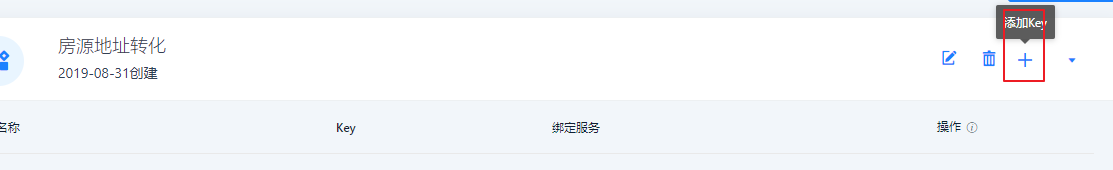 添加Key
房源地址转化
2019-08-31创建
名称
Key
绑定服务
操作